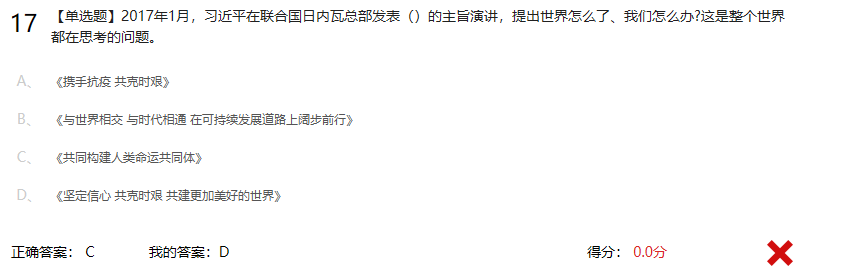 17 【单选题】2017年1月，习近平在联合国日内瓦总部发表（）的主旨演讲，提出世界怎么了、我们怎么办?这是整个世界
都在思考的问题。
A、 《携手抗疫 共克时艰》
B、 《与世界相交 与时代相通 在可持续发展道路上阔步前行》
C、 《共同构建人类命运共同体》
D、 《坚定信心 共克时艰 共建更加美好的世界》
正确答案： C 我的答案：D 得分： 0.0分